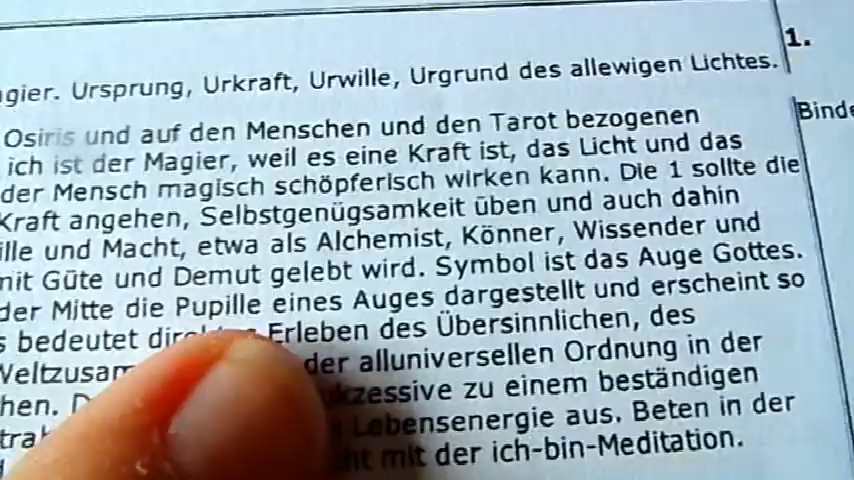 1.
Ursprung, Urkraft, Urwille, Urgrund des allewigen Lichtes.
Binde
Osiris und auf den Menschen und den Tarot bezogenen
ich ist der Magier, weil es eine Kraft ist, das Licht und das
der Mensch magisch schöpferisch wirken kann. Die 1 sollte die
Kraft angehen, Selbstgenügsamkeit üben und auch dahin
ille und Macht, etwa als Alchemist, Könner, Wissender und
mit Güte und Demut gelebt wird. Symbol ist das Auge Gottes.
der Mitte die Pupille eines Auges dargestellt und erscheint so
s bedeutet Erleben des Übersinnlichen, des
der alluniversellen Ordnung in der
hen. kzessive zu einem beständigen
Lebensenergie aus. Beten in der
ht mit der ich-bin-Meditation.